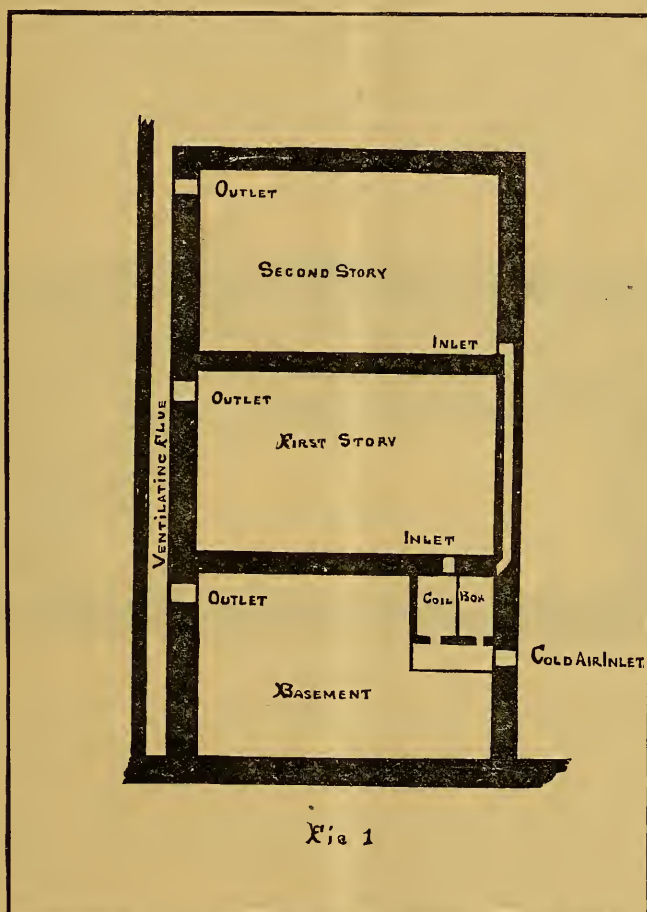 OUTLET
SECOND STORY
INLET
OUTLET
FIRST STORY
VENTILATING FLUE
INLET
OUTLET
COIL BOX
COLD AIR INLET.
BASEMENT
Fig 1